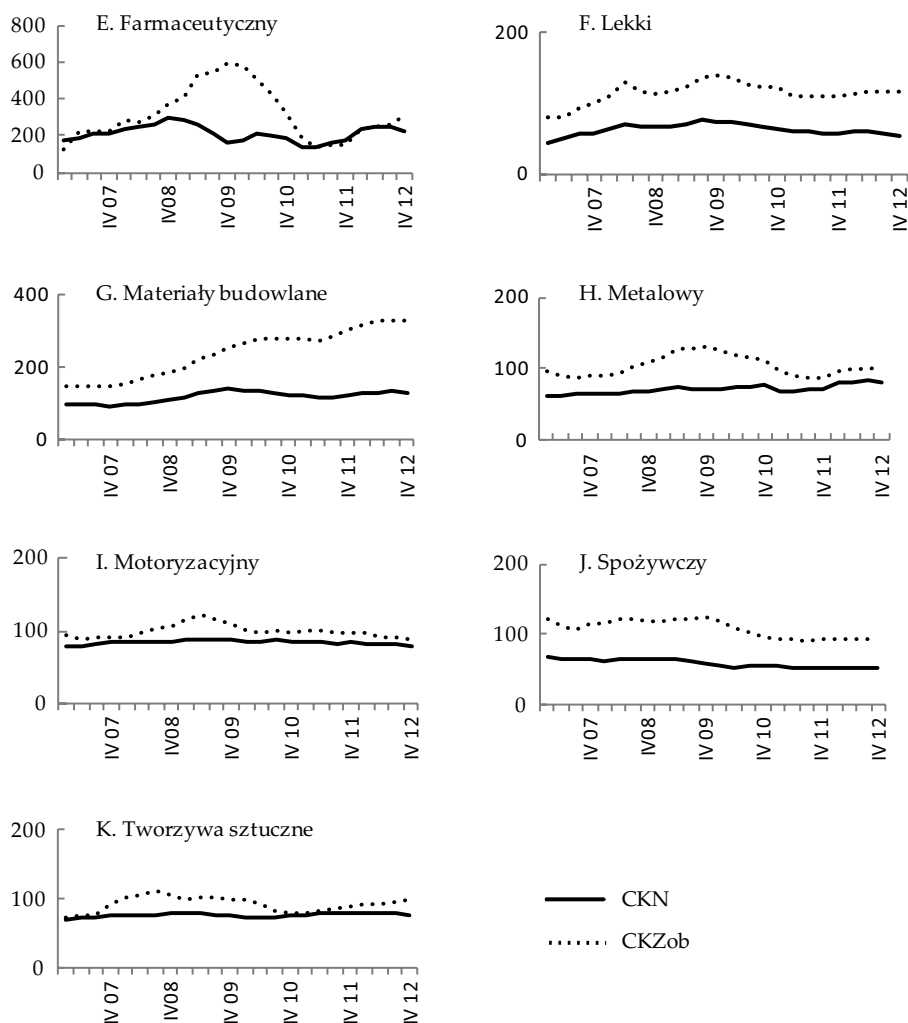 E. Farmaceutyczny
800
600
400
200
0
IV 07
IV08
IV 09
IV 10
IV 11
IV 12
F. Lekki
200
100
0
IV 07
IV 08
IV 09
IV 10
IV 11
IV 12
G. Materiały budowlane
400
200
0
IV 07
IV08
IV 09
IV 10
IV 11
IV 12
H. Metalowy
200
100
0
IV 07
IV 08
IV 09
IV 10
IV 11
IV 12
I. Motoryzacyjny
200
100
0
IV 07
IV08
IV 09
IV 10
IV 11
IV 12
J. Spożywczy
200
100
0
IV 07
IV08
IV 09
IV 10
IV 11
IV 12
K. Tworzywa sztuczne
200
100
0
IV 07
IV08
IV 09
IV 10
IV 11
IV 12
CKN
CKZob